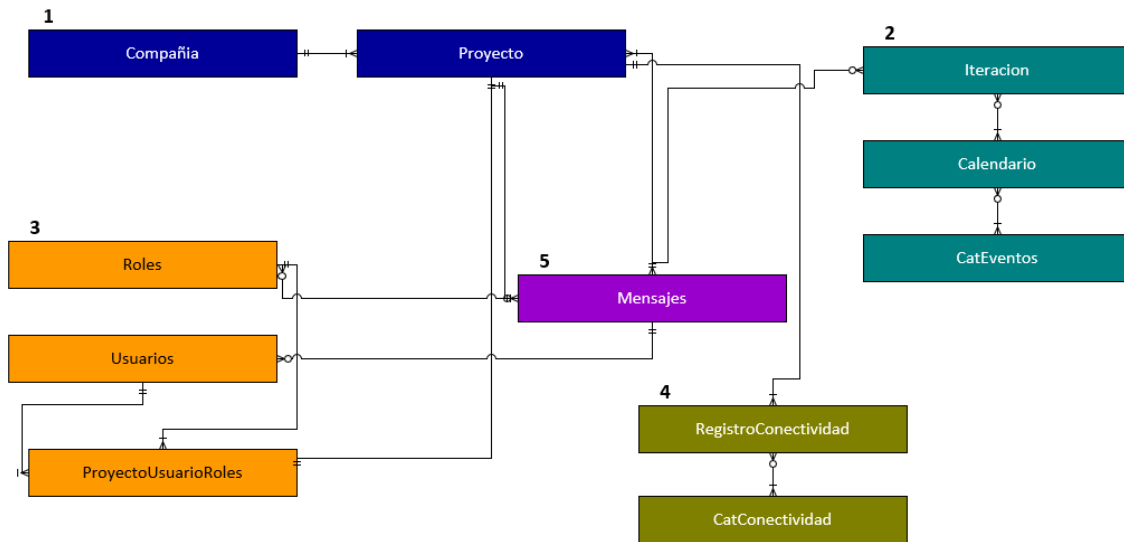 1
Compañia
Proyecto
2
Iteracion
Calendario
CatEventos
3
Roles
Usuarios
ProyectoUsuarioRoles
5
Mensajes
4
RegistroConectividad
CatConectividad